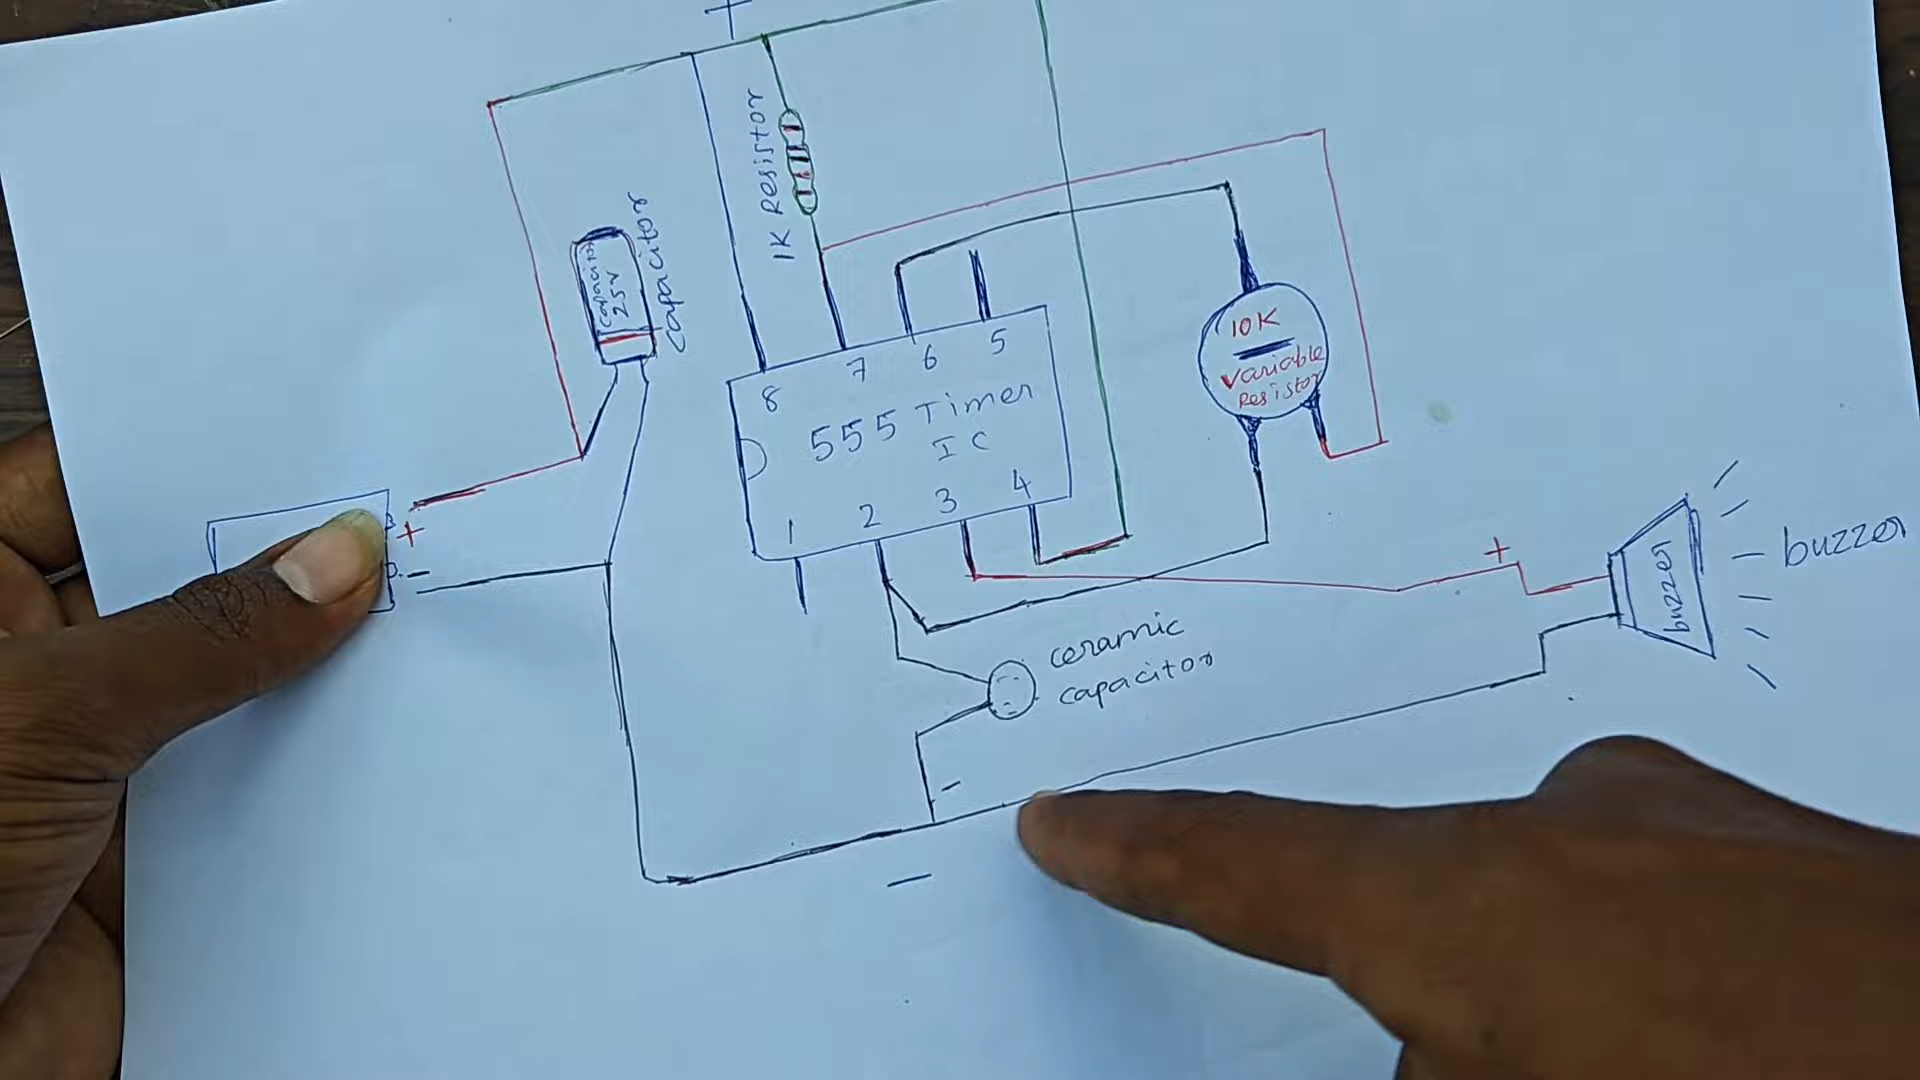 +
1K Resistor
capacitor
25v
capacitor
8
7
6
5
555 Timer
IC
1
2
3
4
10K
Variable
Resistor
+
-
+
buzzer
buzzer
ceramic
capacitor
-
-